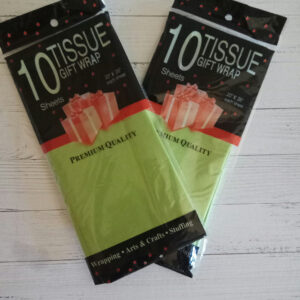 10 TISSUE
GIFT WRAP
Sheets
PREMIUM QUALITY
Wrapping • Arts & Crafts • Stuffing
10 TISSUE
GIFT WRAP
Sheets
PREMIUM QUALITY